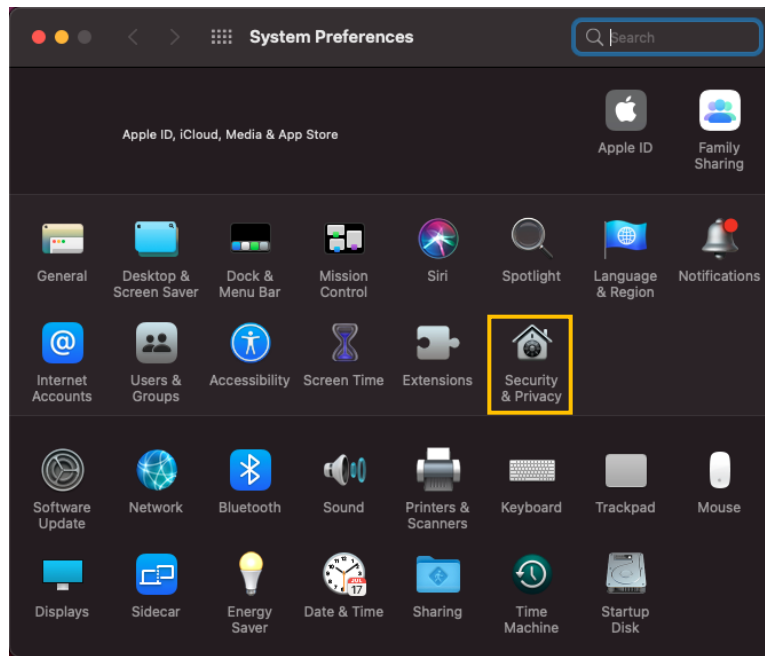 System Preferences
Search
Apple ID, iCloud, Media & App Store
Apple ID
Family
Sharing
General
Desktop &
Screen Saver
Dock &
Menu Bar
Mission
Control
Siri
Spotlight
Language
& Region
Notifications
Internet
Accounts
Users &
Groups
Accessibility
Screen Time
Extensions
Security
& Privacy
Software
Update
Network
Bluetooth
Sound
Printers &
Scanners
Keyboard
Trackpad
Mouse
Displays
Sidecar
Energy
Saver
JUL
17
Date & Time
Sharing
Time
Machine
Startup
Disk